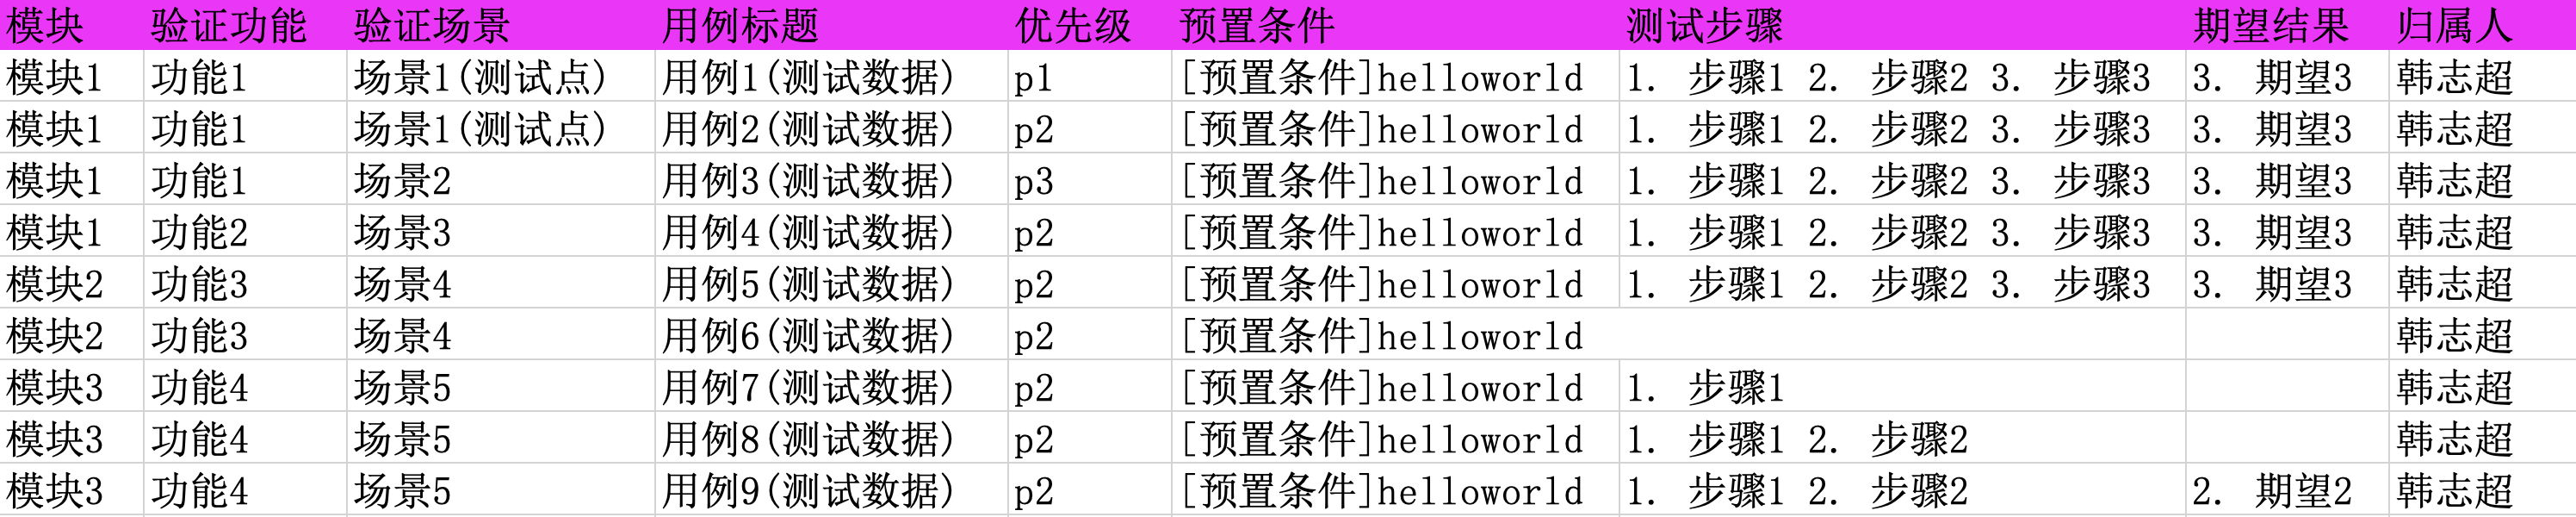 模块 验证功能 验证场景 用例标题 优先级 预置条件 测试步骤 期望结果 归属人
模块1 功能1 场景1(测试点) 用例1(测试数据) p1 [预置条件]helloworld 1. 步骤1 2. 步骤2 3. 步骤3 3. 期望3 韩志超
模块1 功能1 场景1(测试点) 用例2(测试数据) p2 [预置条件]helloworld 1. 步骤1 2. 步骤2 3. 步骤3 3. 期望3 韩志超
模块1 功能1 场景2 用例3(测试数据) p3 [预置条件]helloworld 1. 步骤1 2. 步骤2 3. 步骤3 3. 期望3 韩志超
模块1 功能2 场景3 用例4(测试数据) p2 [预置条件]helloworld 1. 步骤1 2. 步骤2 3. 步骤3 3. 期望3 韩志超
模块2 功能3 场景4 用例5(测试数据) p2 [预置条件]helloworld 1. 步骤1 2. 步骤2 3. 步骤3 3. 期望3 韩志超
模块2 功能3 场景4 用例6(测试数据) p2 [预置条件]helloworld 韩志超
模块3 功能4 场景5 用例7(测试数据) p2 [预置条件]helloworld 1. 步骤1 韩志超
模块3 功能4 场景5 用例8(测试数据) p2 [预置条件]helloworld 1. 步骤1 2. 步骤2 韩志超
模块3 功能4 场景5 用例9(测试数据) p2 [预置条件]helloworld 1. 步骤1 2. 步骤2 2. 期望2 韩志超